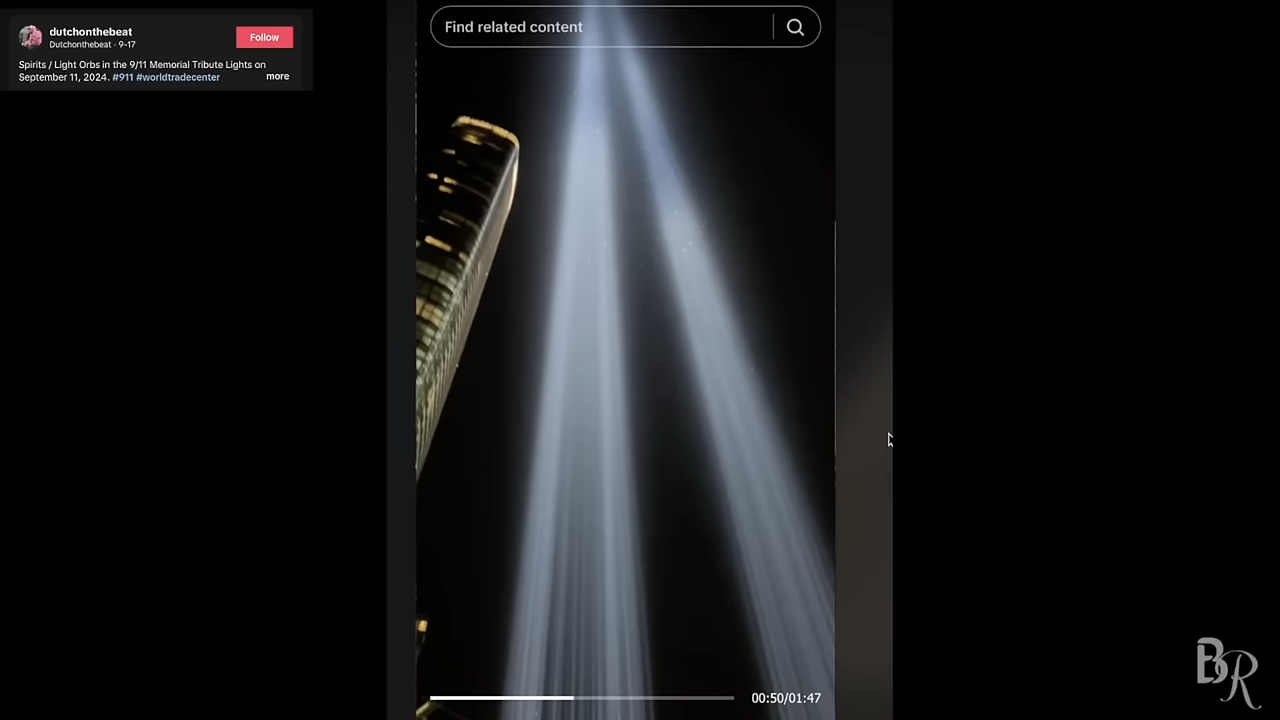 dutchonthebeat
Dutchonthebeat · 9-17
Follow
Spirits / Light Orbs in the 9/11 Memorial Tribute Lights on
September 11, 2024. #911 #worldtradecenter
more
Find related content
00:50/01:47
BR